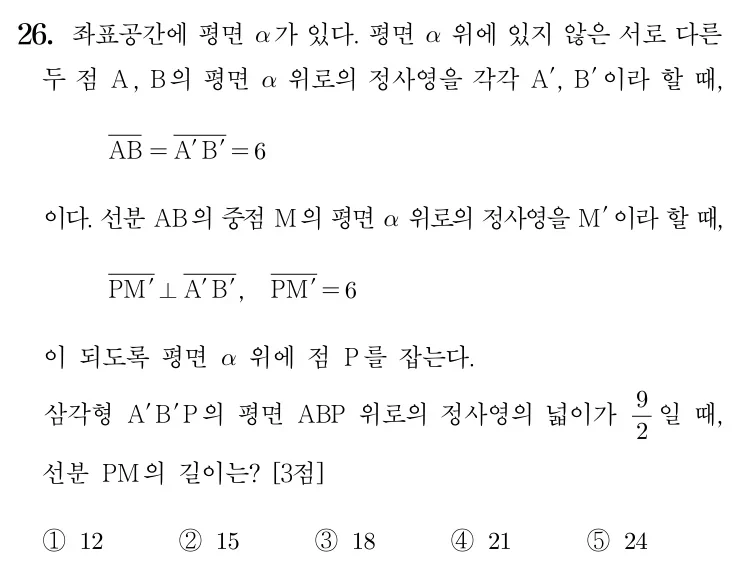 26. 좌표공간에 평면 α가 있다. 평면 α 위에 있지 않은 서로 다른
두 점 A, B의 평면 α 위로의 정사영을 각각 A′, B′이라 할 때,
A̅B̅ = A̅′B̅′ = 6
이다. 선분 AB의 중점 M의 평면 α 위로의 정사영을 M′이라 할 때,
P̅M̅′ ⊥ A̅′B̅′, P̅M̅′ = 6
이 되도록 평면 α 위에 점 P를 잡는다.
삼각형 A′B′P의 평면 ABP 위로의 정사영의 넓이가 9/2일 때,
선분 PM의 길이는? [3점]
① 12 ② 15 ③ 18 ④ 21 ⑤ 24